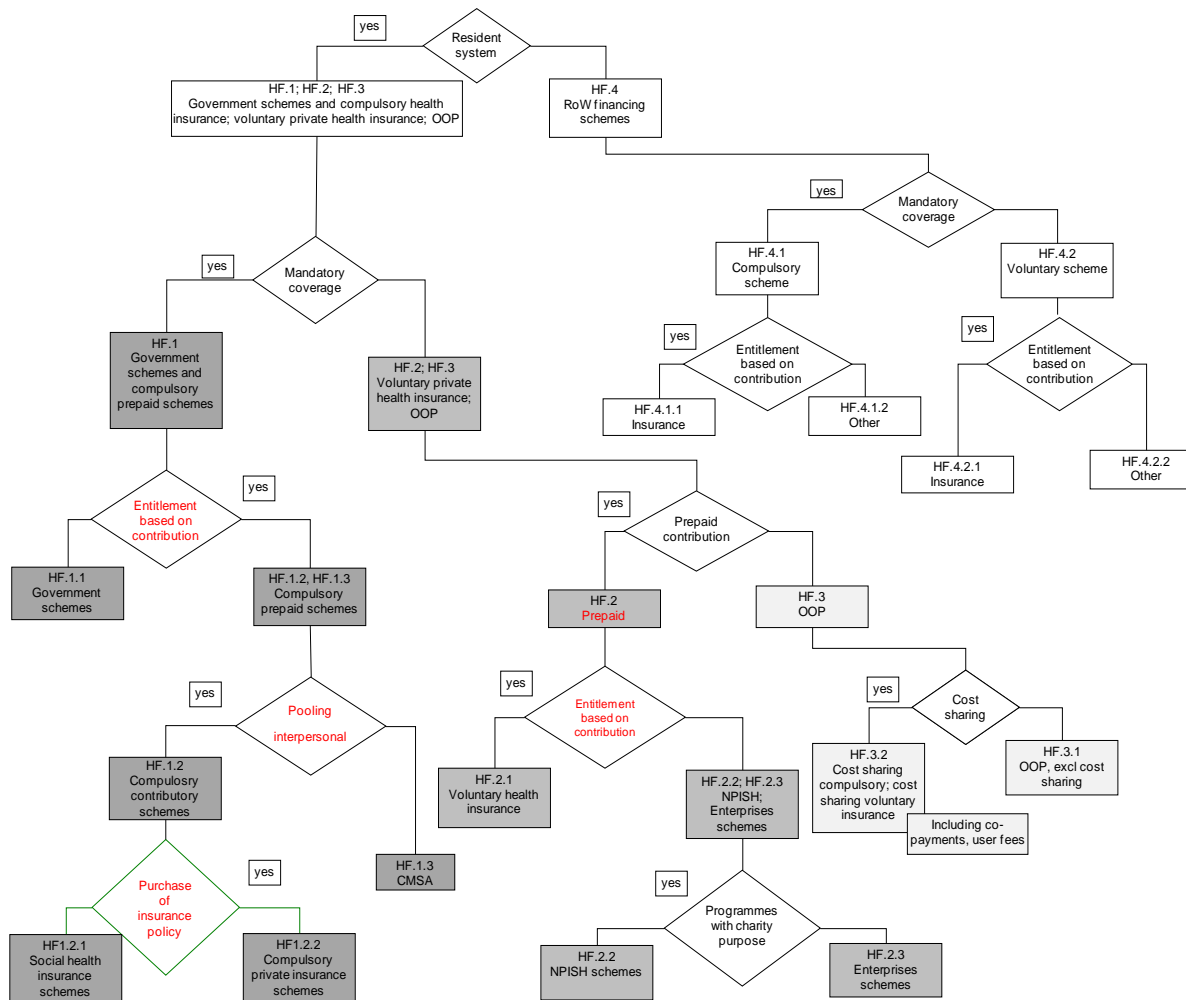 yes
Resident
system
HF.1; HF.2; HF.3
Government schemes and compulsory health
insurance; voluntary private health insurance; OOP
HF.4
RoW financing
schemes
yes
Mandatory
coverage
yes
Mandatory
coverage
HF.4.1
Compulsory
scheme
HF.4.2
Voluntary scheme
HF.1
Government
schemes and
compulsory
prepaid schemes
HF.2; HF.3
Voluntary private
health insurance;
OOP
yes
Entitlement
based on
contribution
yes
Entitlement
based on
contribution
HF.4.1.1
Insurance
HF.4.1.2
Other
HF.4.2.1
Insurance
HF.4.2.2
Other
yes
Entitlement
based on
contribution
yes
Prepaid
contribution
HF.1.1
Government
schemes
HF.1.2, HF.1.3
Compulsory
prepaid schemes
HF.2
Prepaid
HF.3
OOP
yes
Pooling
interpersonal
yes
Entitlement
based on
contribution
yes
Cost
sharing
HF.1.2
Compulosry
contributory
schemes
HF.1.3
CMSA
HF.2.1
Voluntary health
insurance
HF.2.2; HF.2.3
NPISH;
Enterprises
schemes
HF.3.2
Cost sharing
compulsory; cost
sharing voluntary
insurance
HF.3.1
OOP, excl cost
sharing
Including co-
payments, user fees
yes
Purchase
of
insurance
policy
yes
Programmes
with charity
purpose
HF1.2.1
Social health
insurance
schemes
HF1.2.2
Compulsory
private insurance
schemes
HF.2.2
NPISH schemes
HF.2.3
Enterprises
schemes